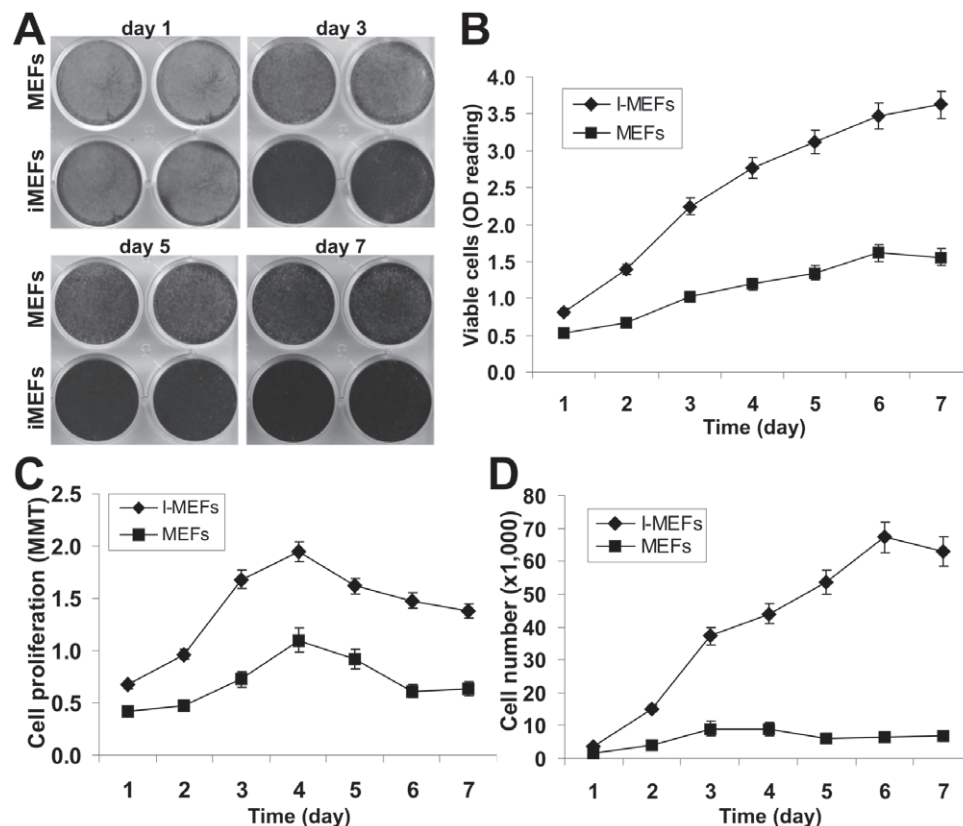 A
day 1
day 3
MEFs
iMEFs
day 5
day 7
MEFs
iMEFs
B
Viable cells (OD reading)
4.0
3.5
3.0
2.5
2.0
1.5
1.0
0.5
0.0
I-MEFs
MEFs
1 2 3 4 5 6 7
Time (day)
C
Cell proliferation (MMT)
2.5
2.0
1.5
1.0
0.5
0.0
I-MEFs
MEFs
1 2 3 4 5 6 7
Time (day)
D
Cell number (x1,000)
80
70
60
50
40
30
20
10
0
I-MEFs
MEFs
1 2 3 4 5 6 7
Time (day)